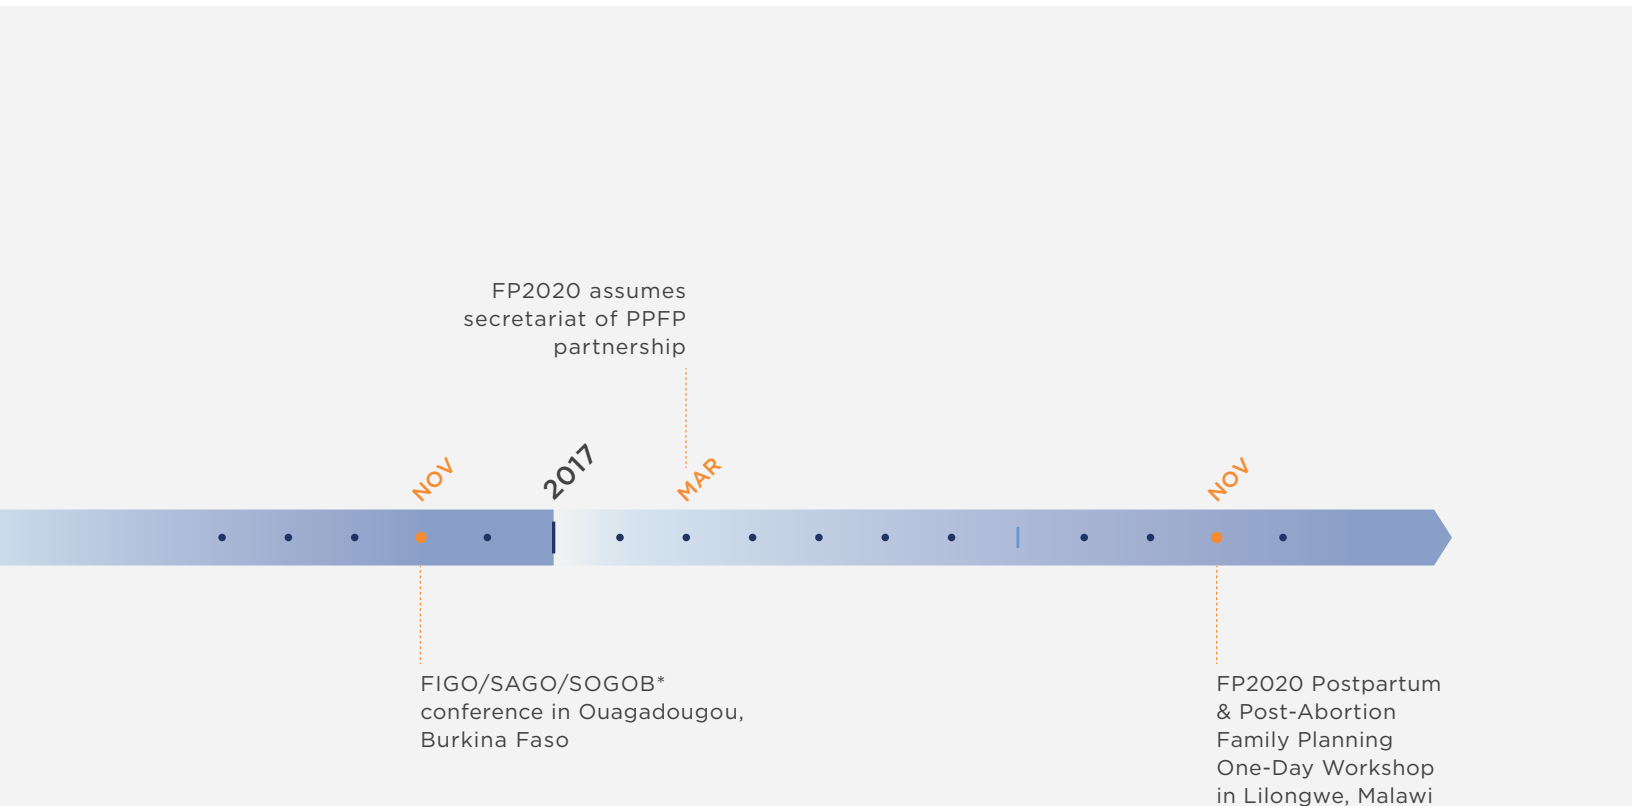 FP2020 assumes
secretariat of PPFP
partnership
NOV
2017
MAR
NOV
FIGO/SAGO/SOGOB*
conference in Ouagadougou,
Burkina Faso
FP2020 Postpartum
& Post-Abortion
Family Planning
One-Day Workshop
in Lilongwe, Malawi